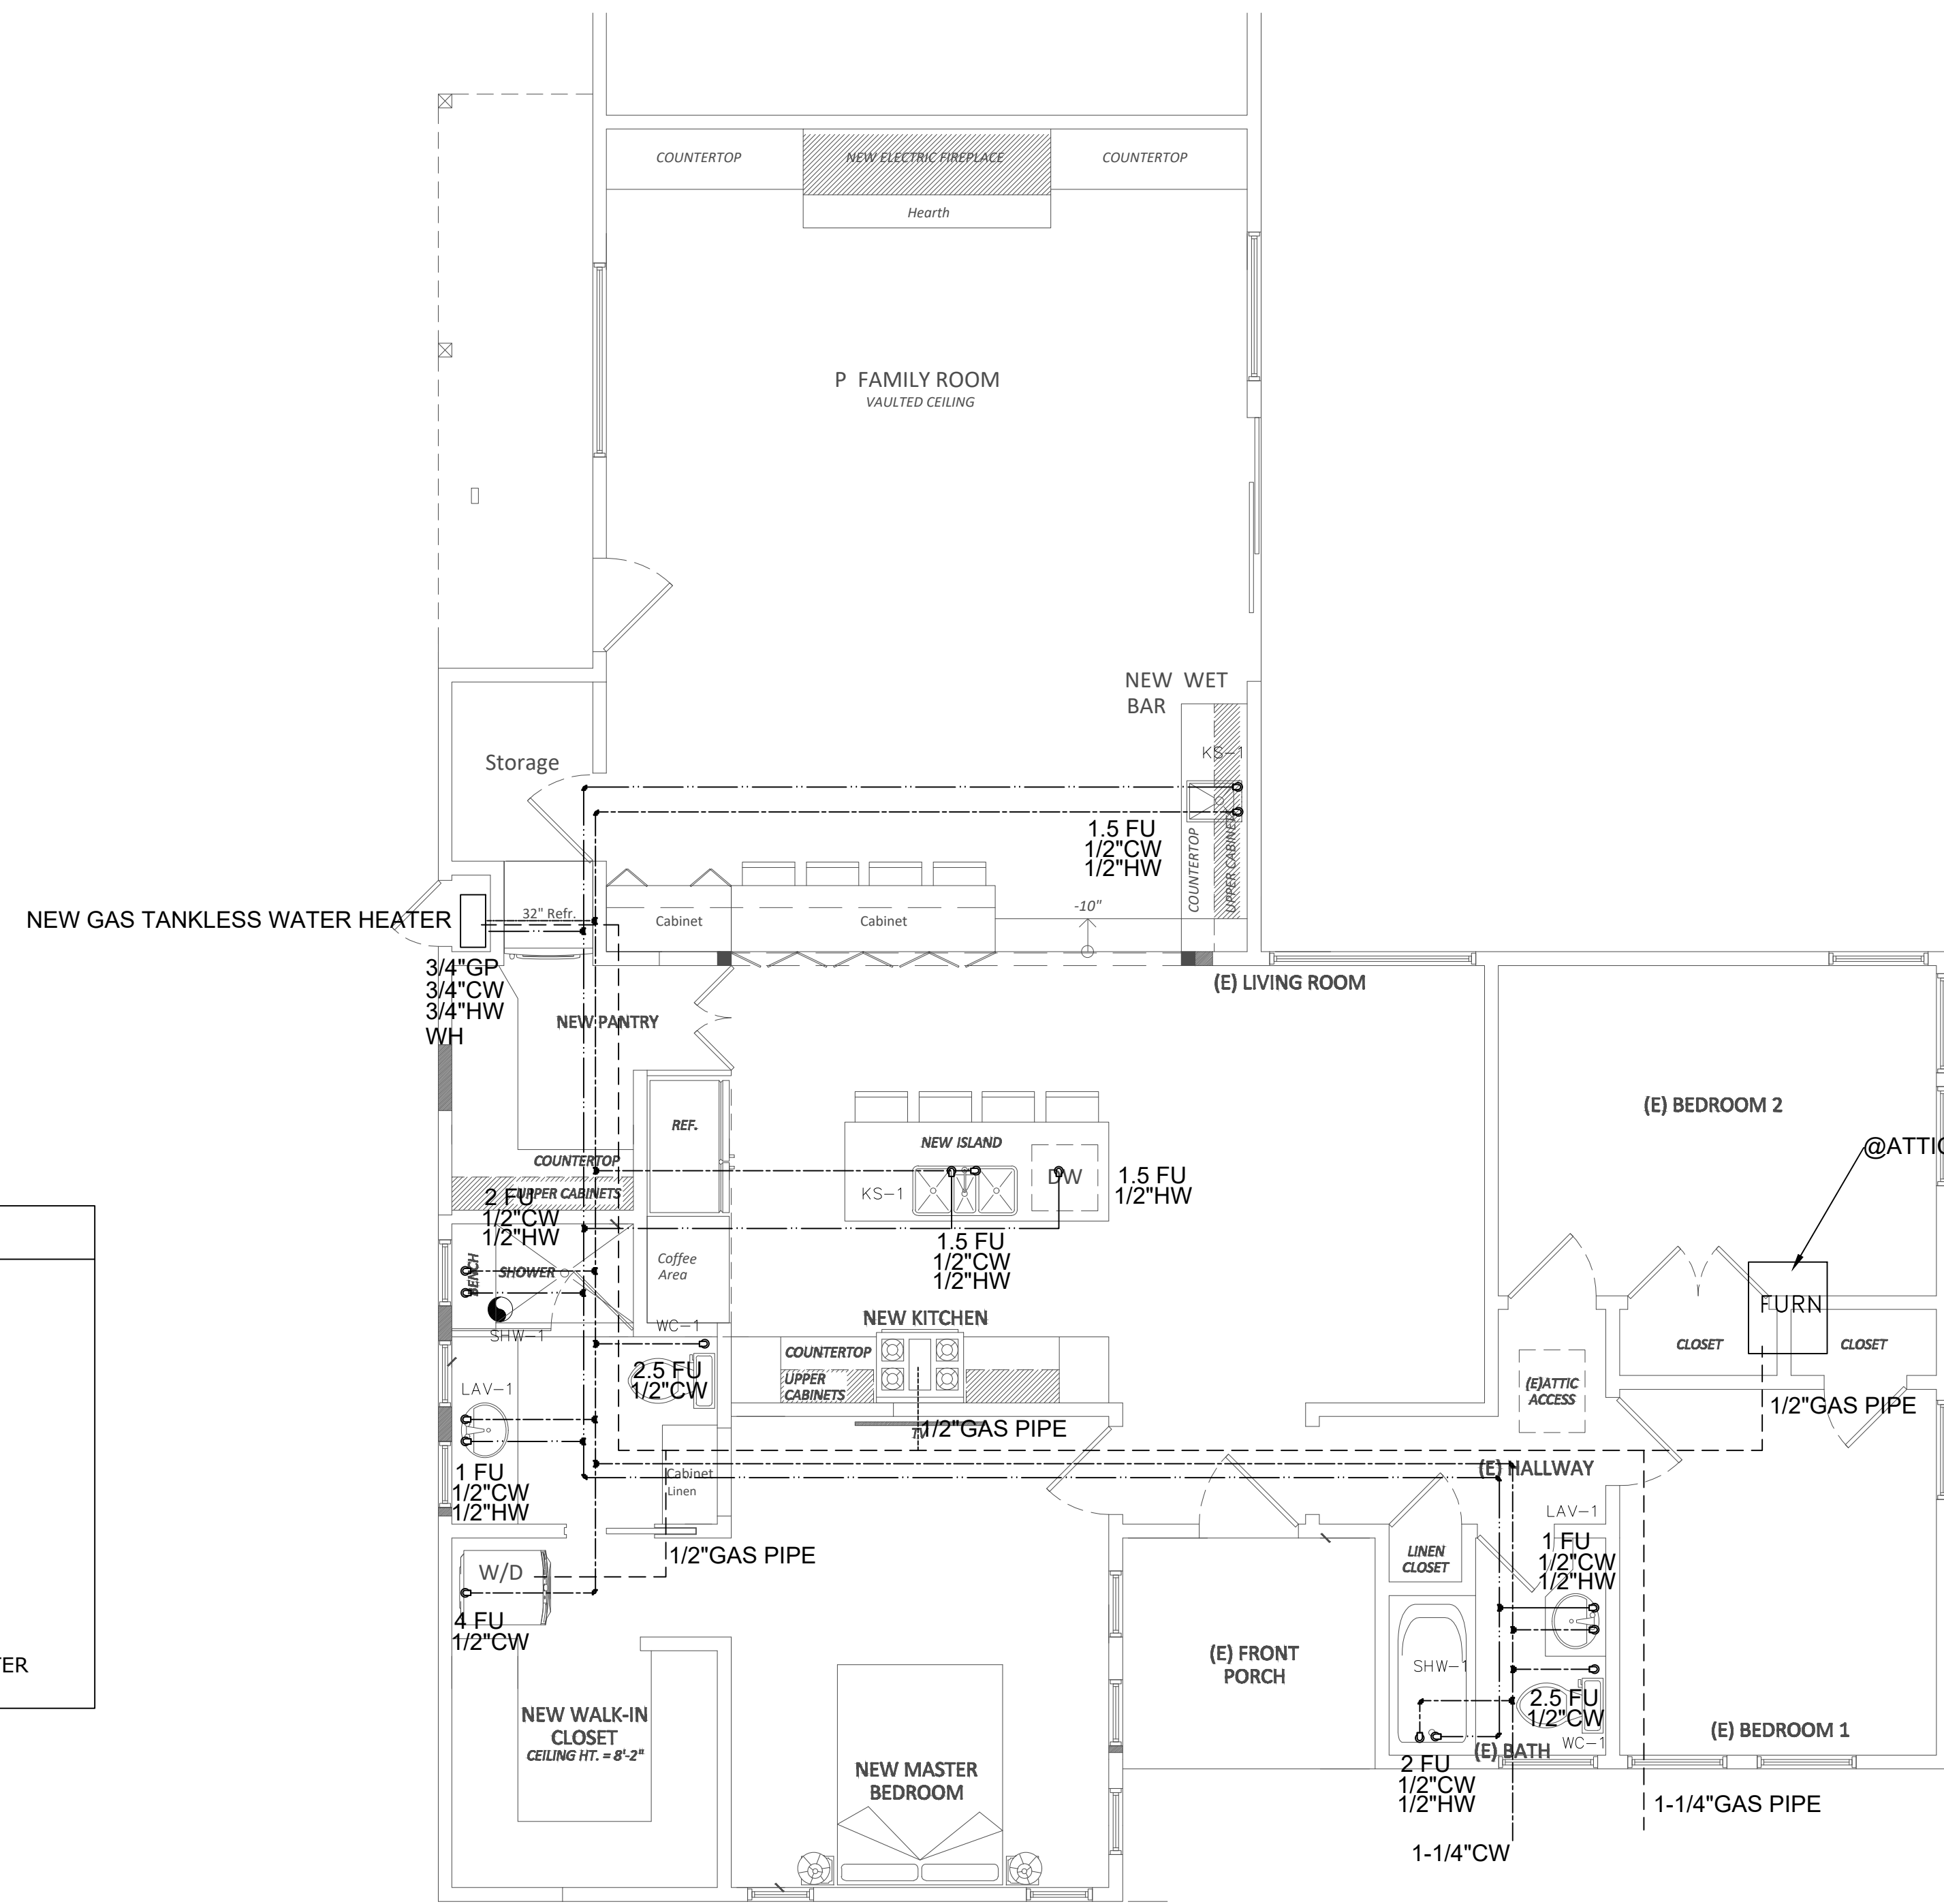 COUNTERTOP
NEW ELECTRIC FIREPLACE
COUNTERTOP
Hearth
P FAMILY ROOM
VAULTED CEILING
NEW WET
BAR
KS-1
Storage
1.5 FU
1/2"CW
1/2"HW
COUNTERTOP
UPPER CABINETS
NEW GAS TANKLESS WATER HEATER
32" Refr.
Cabinet
Cabinet
-10"
3/4"GP
3/4"CW
3/4"HW
WH
(E) LIVING ROOM
NEW PANTRY
(E) BEDROOM 2
REF.
NEW ISLAND
@ATTIC
COUNTERTOP
UPPER CABINETS
KS-1
DW
1.5 FU
1/2"HW
2 FU
1/2"CW
1/2"HW
1.5 FU
1/2"CW
1/2"HW
BENCH
SHOWER
Coffee
Area
SHW-1
WC-1
NEW KITCHEN
FURN
COUNTERTOP
UPPER
CABINETS
CLOSET
CLOSET
2.5 FU
1/2"CW
LAV-1
(E)ATTIC
ACCESS
1/2"GAS PIPE
TV
1/2"GAS PIPE
1 FU
1/2"CW
1/2"HW
Cabinet
Linen
(E) HALLWAY
LAV-1
1/2"GAS PIPE
W/D
1 FU
1/2"CW
1/2"HW
LINEN
CLOSET
4 FU
1/2"CW
(E) FRONT
PORCH
SHW-1
TER
2.5 FU
1/2"CW
WC-1
NEW WALK-IN
CLOSET
CEILING HT. = 8'-2"
(E) BATH
(E) BEDROOM 1
NEW MASTER
BEDROOM
2 FU
1/2"CW
1/2"HW
1-1/4"GAS PIPE
1-1/4"CW